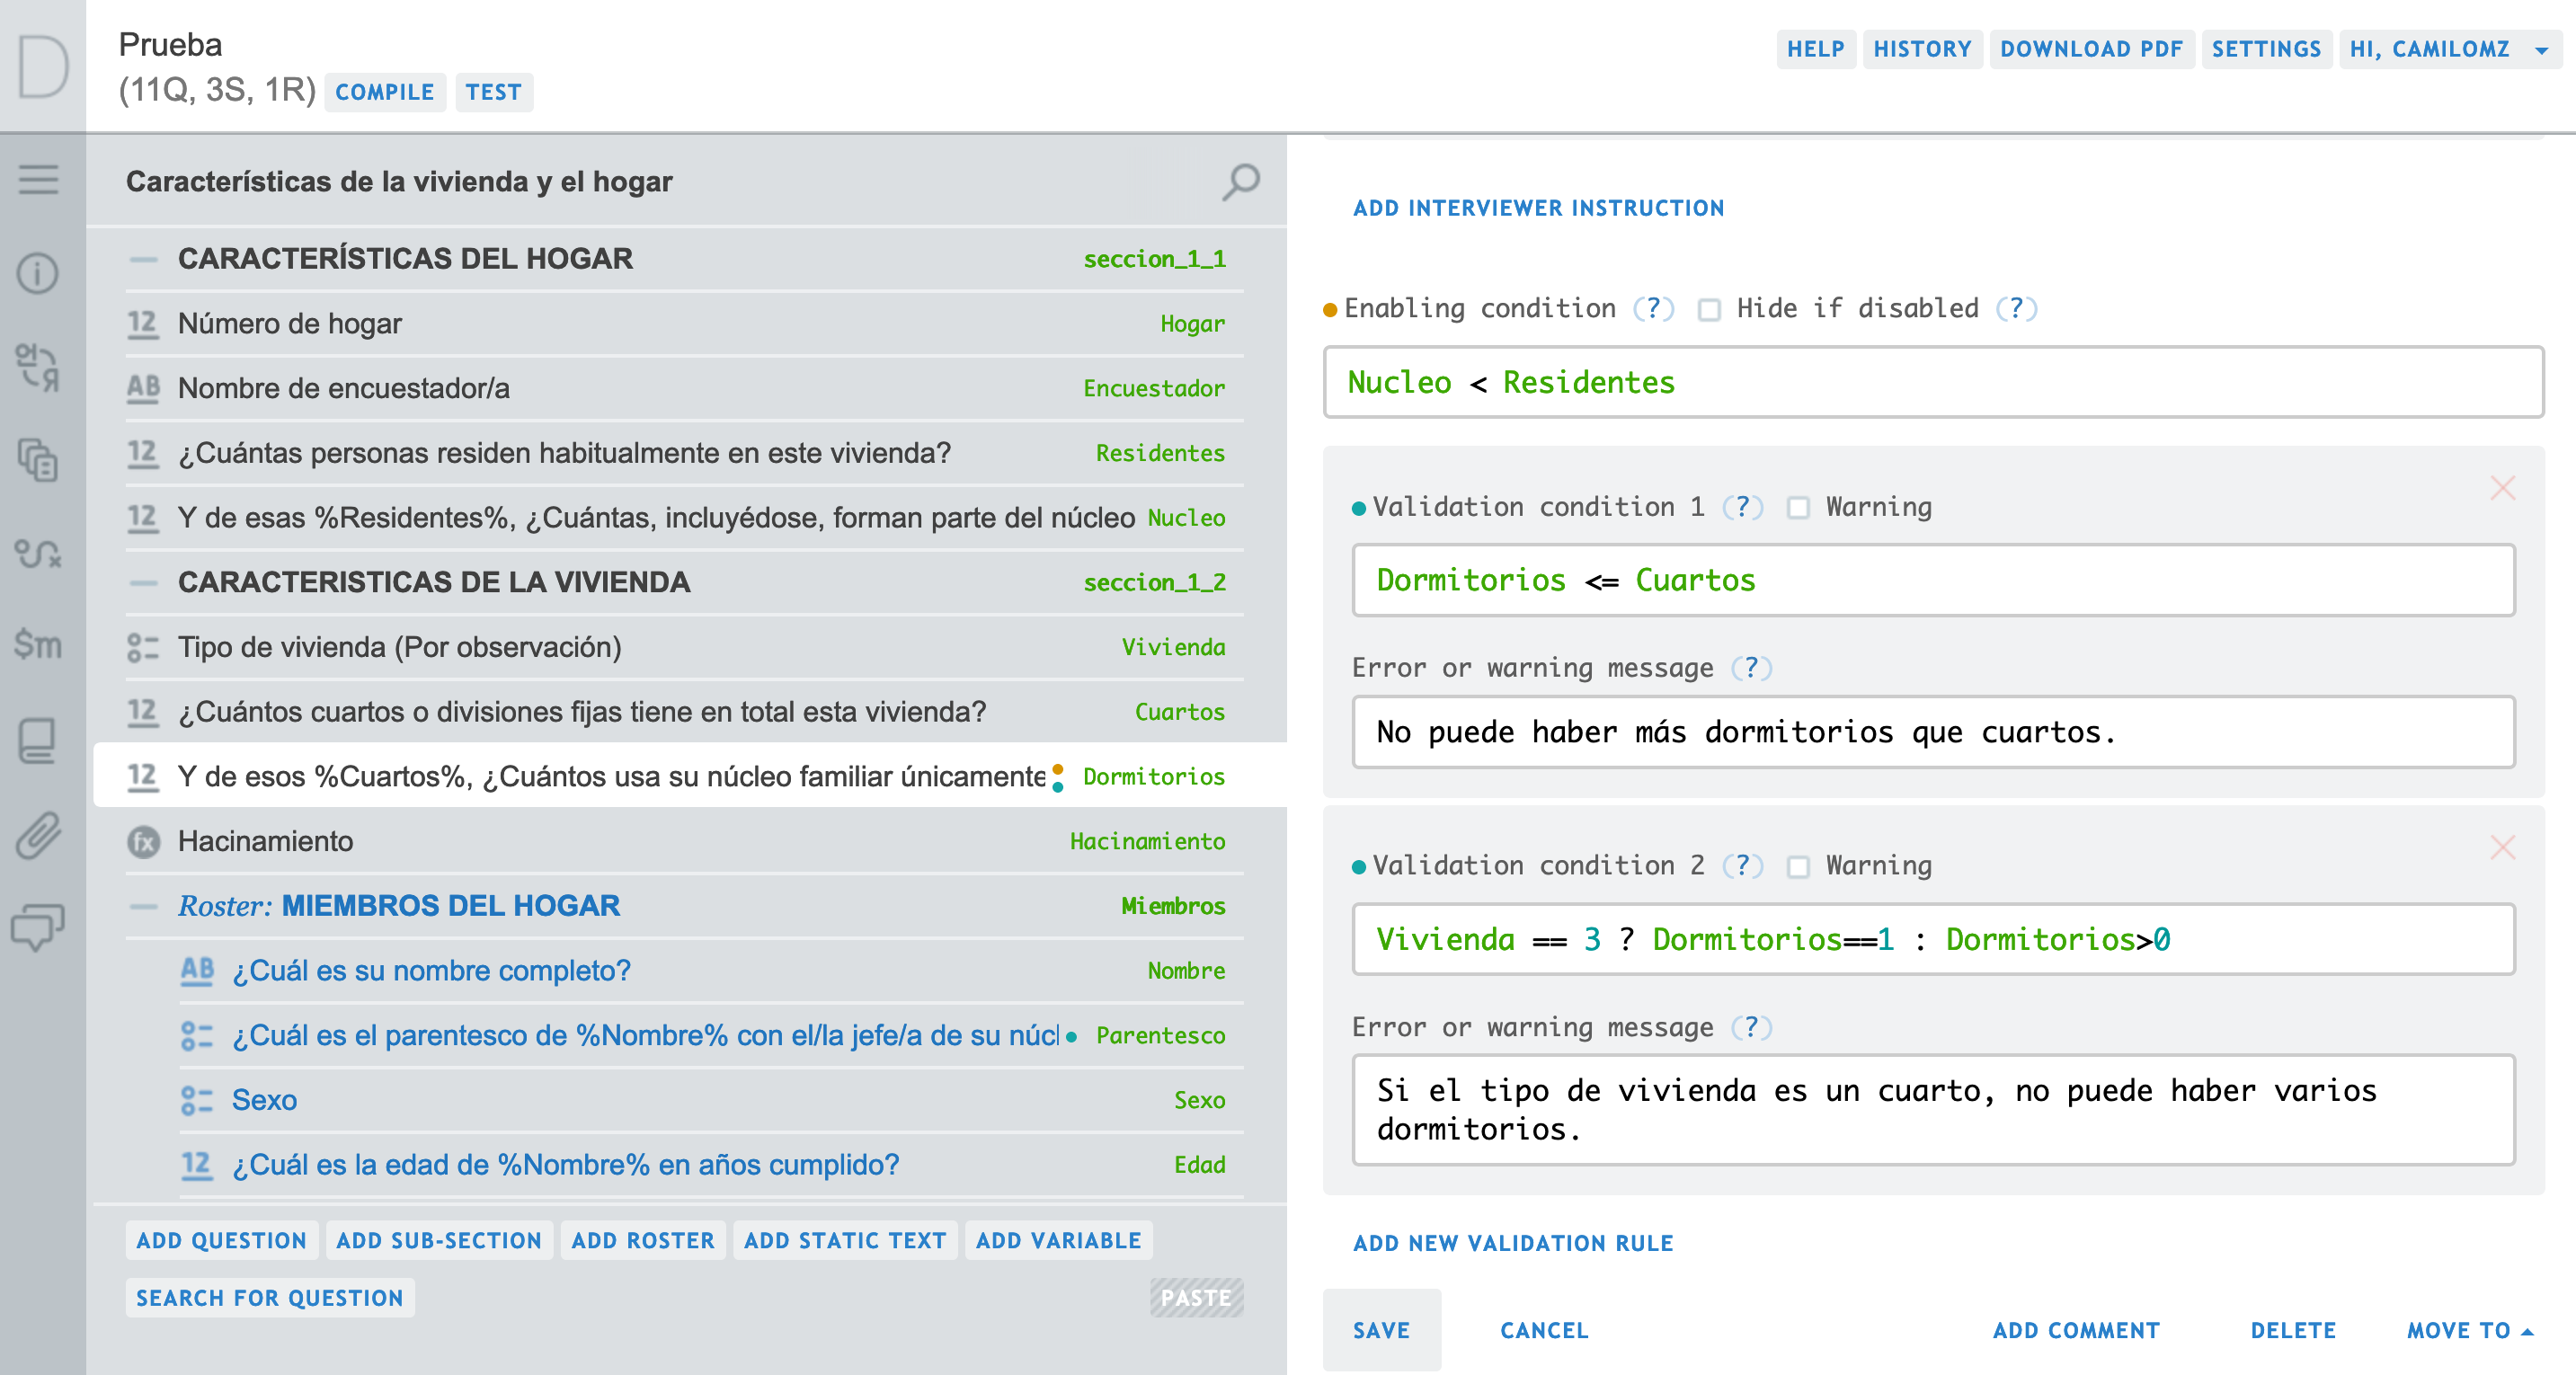 D
Prueba
(11Q, 3S, 1R) COMPILE TEST
HELP HISTORY DOWNLOAD PDF SETTINGS HI, CAMILOMZ
Características de la vivienda y el hogar
CARACTERÍSTICAS DEL HOGAR seccion_1_1
12 Número de hogar Hogar
AB Nombre de encuestador/a Encuestador
12 ¿Cuántas personas residen habitualmente en este vivienda? Residentes
12 Y de esas %Residentes%, ¿Cuántas, incluyédose, forman parte del núcleo Nucleo
CARACTERISTICAS DE LA VIVIENDA seccion_1_2
Tipo de vivienda (Por observación) Vivienda
12 ¿Cuántos cuartos o divisiones fijas tiene en total esta vivienda? Cuartos
12 Y de esos %Cuartos%, ¿Cuántos usa su núcleo familiar únicamente Dormitorios
fx Hacinamiento Hacinamiento
Roster: MIEMBROS DEL HOGAR Miembros
AB ¿Cuál es su nombre completo? Nombre
¿Cuál es el parentesco de %Nombre% con el/la jefe/a de su núcl Parentesco
Sexo Sexo
12 ¿Cuál es la edad de %Nombre% en años cumplido? Edad
ADD QUESTION ADD SUB-SECTION ADD ROSTER ADD STATIC TEXT ADD VARIABLE
SEARCH FOR QUESTION PASTE
$m
ADD INTERVIEWER INSTRUCTION
Enabling condition (?) Hide if disabled (?)
Nucleo < Residentes
Validation condition 1 (?) Warning
Dormitorios <= Cuartos
Error or warning message (?)
No puede haber más dormitorios que cuartos.
Validation condition 2 (?) Warning
Vivienda == 3 ? Dormitorios==1 : Dormitorios>0
Error or warning message (?)
Si el tipo de vivienda es un cuarto, no puede haber varios
dormitorios.
ADD NEW VALIDATION RULE
SAVE CANCEL ADD COMMENT DELETE MOVE TO